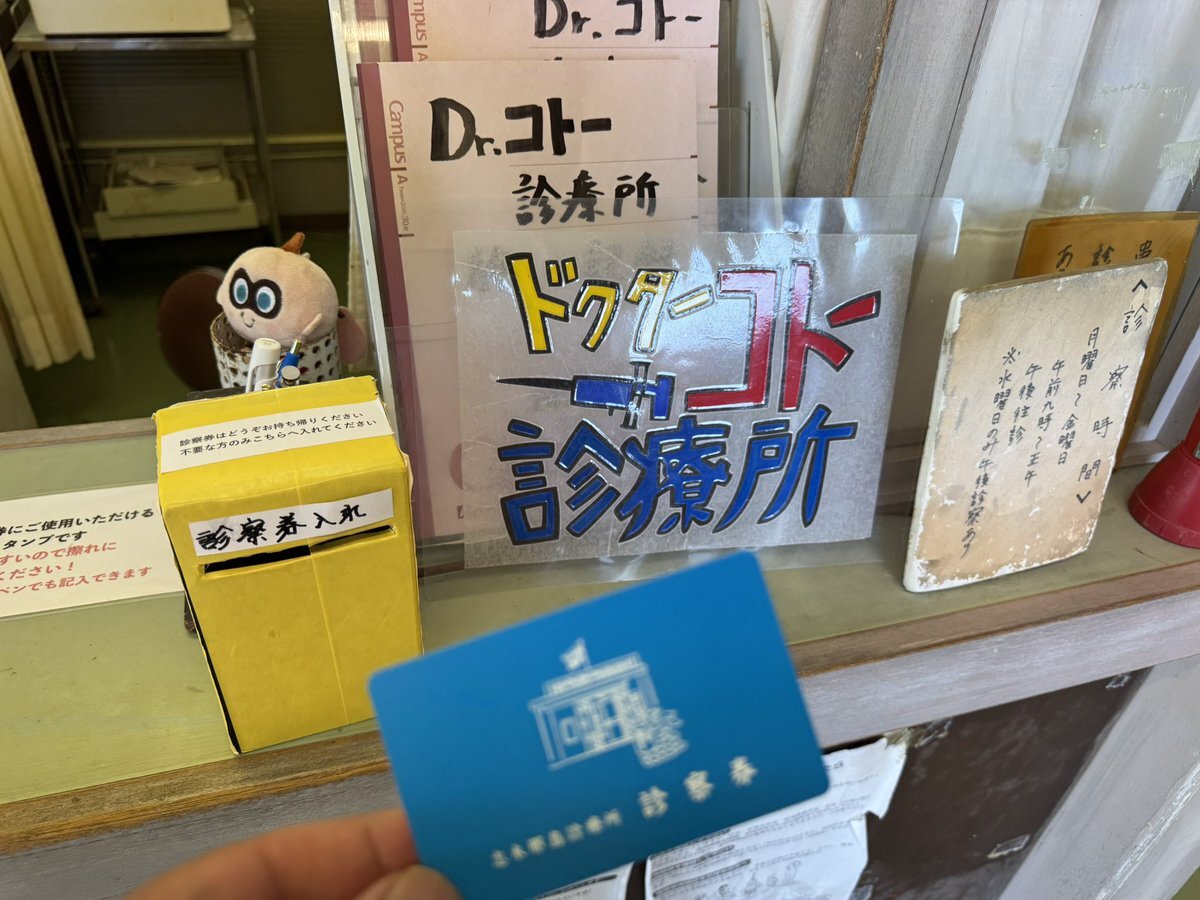 Dr.コトー
Campus
A
Dr.コトー
診療所
Campus
A
ドクターコトー
診療所
診察券はどうぞお持ち帰りください
不要な方のみこちらへ入れてください
診察券入れ
券にご使用いただける
タンプです
すいので擦れに
ください!
ペンでも記入できます
<診察時間>
月曜日~金曜日
午前九時~正午
午後往診
※水曜日のみ午後診察あり
志木那島診療所 診察券